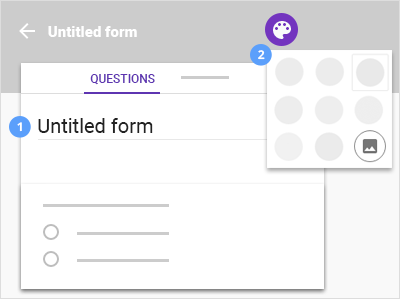 Untitled form
2
QUESTIONS
1
Untitled form